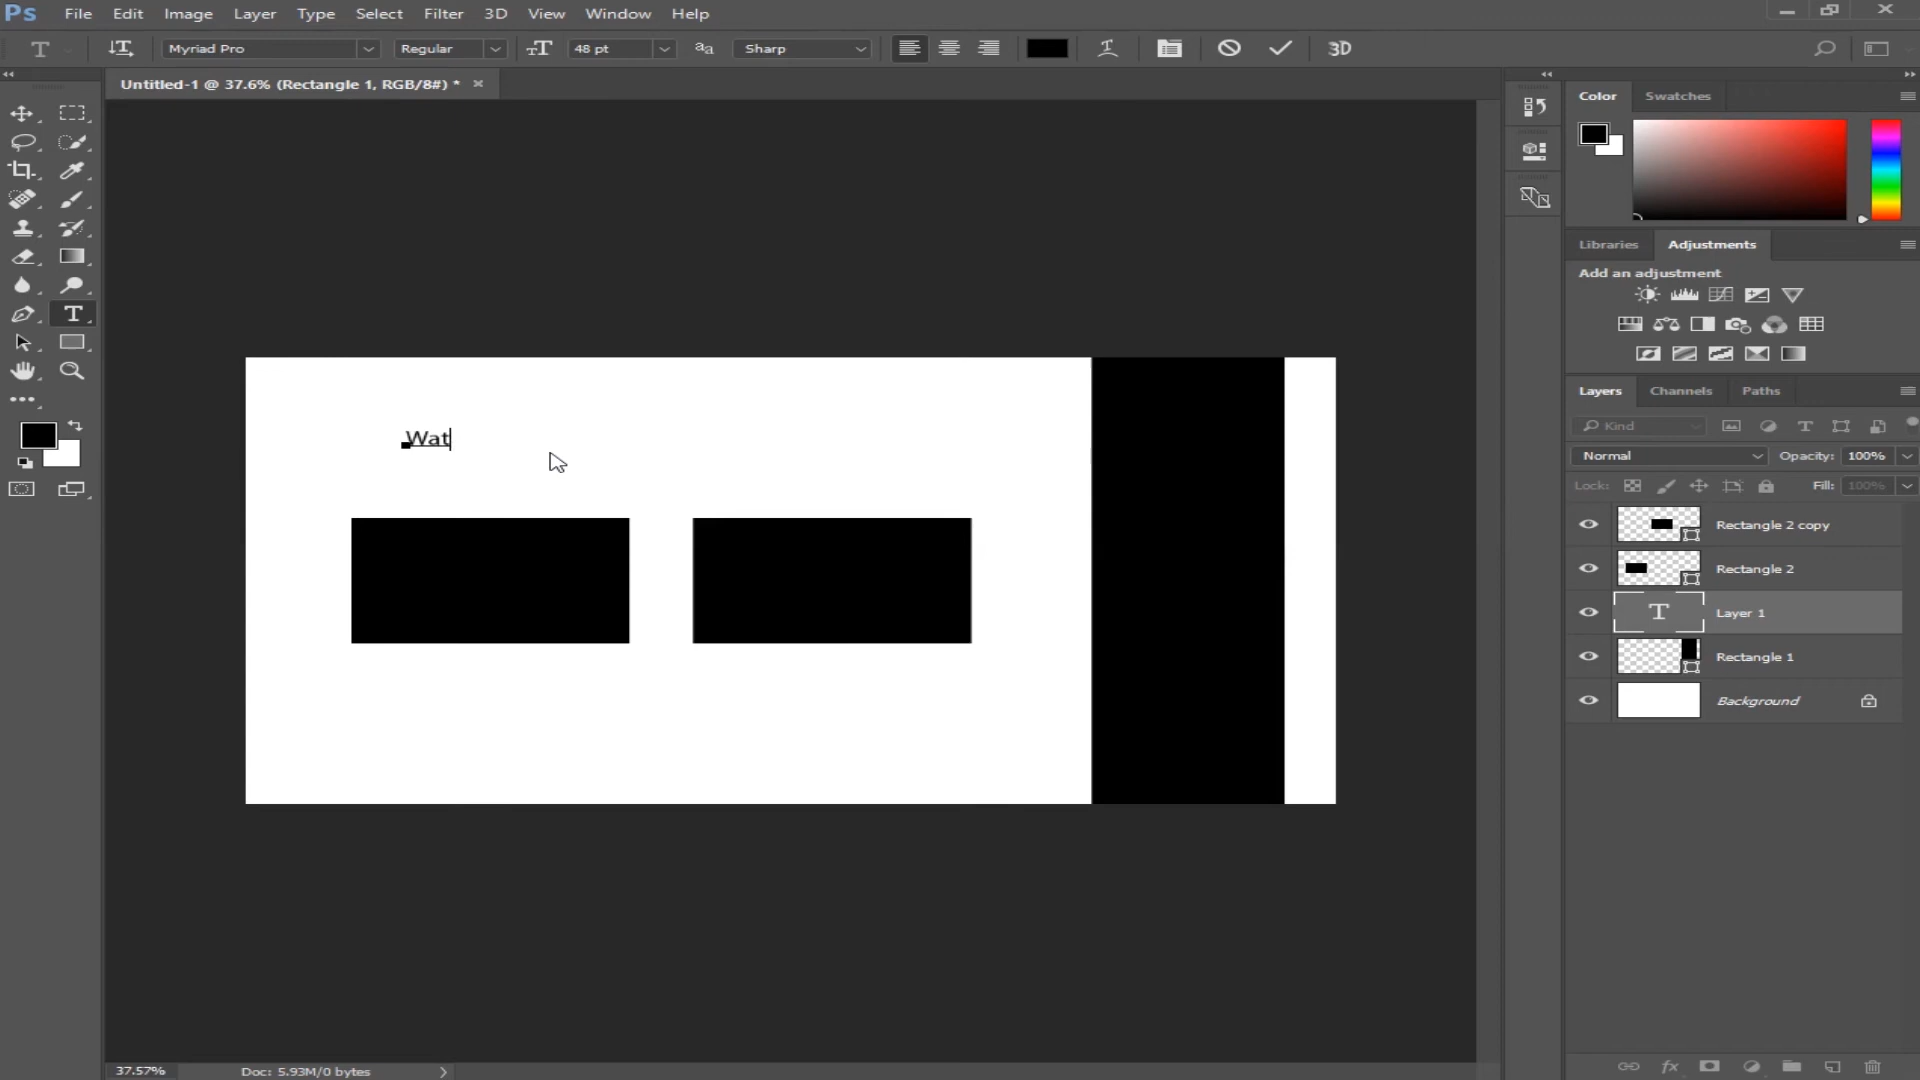 Ps File Edit Image Layer Type Select Filter 3D View Window Help
T Myriad Pro Regular 48 pt aa Sharp 3D
Untitled-1 @ 37.6% (Rectangle 1, RGB/8#) *
Color Swatches
Libraries Adjustments
Add an adjustment
Layers Channels Paths
Kind
Wat
Normal Opacity: 100%
Lock: Fill: 100%
Rectangle 2 copy
Rectangle 2
T Layer 1
Rectangle 1
Background
fx
37.57% Doc: 5.93M/0 bytes